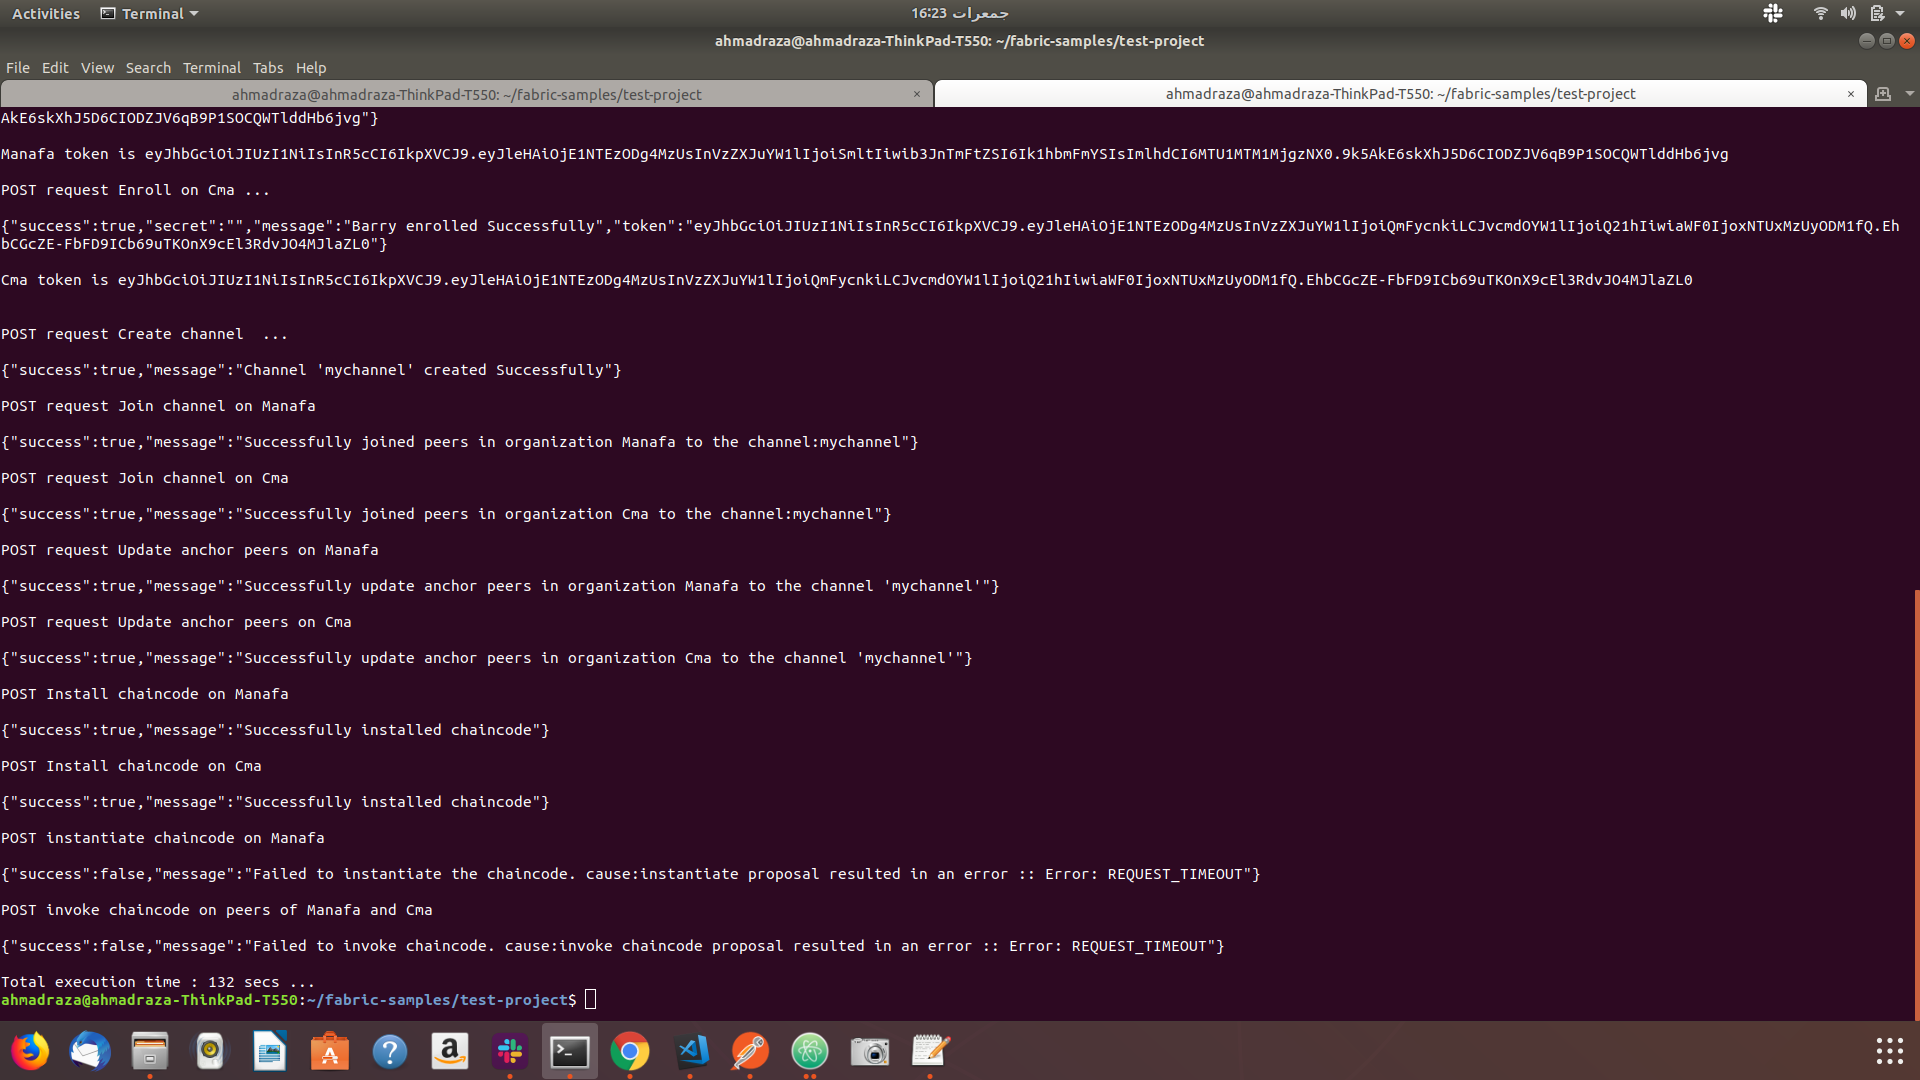 Activities
Terminal
جمعرات 16:23
ahmadraza@ahmadraza-ThinkPad-T550: ~/fabric-samples/test-project
File Edit View Search Terminal Tabs Help
ahmadraza@ahmadraza-ThinkPad-T550: ~/fabric-samples/test-project
ahmadraza@ahmadraza-ThinkPad-T550: ~/fabric-samples/test-project
AkE6skXhJ5D6CIODZJV6qB9P1SOCQWTlddHb6jvg"}
Manafa token is eyJhbGciOiJIUzI1NiIsInR5cCI6IkpXVCJ9.eyJleHAiOjE1NTEzODg4MzUsInVzZXJuYW1lIjoiSmltIiwib3JnTmFtZSI6Ik1hbmFmYSIsImlhdCI6MTU1MTM1MjgzNX0.9k5AkE6skXhJ5D6CIODZJV6qB9P1SOCQWTlddHb6jvg
POST request Enroll on Cma ...
{"success":true,"secret":"","message":"Barry enrolled Successfully","token":"eyJhbGciOiJIUzI1NiIsInR5cCI6IkpXVCJ9.eyJleHAiOjE1NTEzODg4MzUsInVzZXJuYW1lIjoiQmFycnkiLCJvcmdOYW1lIjoiQ21hIiwiaWF0IjoxNTUxMzUyODM1fQ.Eh
bCGcZE-FbFD9ICb69uTKOnX9cEl3RdvJO4MJlaZL0"}
Cma token is eyJhbGciOiJIUzI1NiIsInR5cCI6IkpXVCJ9.eyJleHAiOjE1NTEzODg4MzUsInVzZXJuYW1lIjoiQmFycnkiLCJvcmdOYW1lIjoiQ21hIiwiaWF0IjoxNTUxMzUyODM1fQ.EhbCGcZE-FbFD9ICb69uTKOnX9cEl3RdvJO4MJlaZL0
POST request Create channel  ...
{"success":true,"message":"Channel 'mychannel' created Successfully"}
POST request Join channel on Manafa
{"success":true,"message":"Successfully joined peers in organization Manafa to the channel:mychannel"}
POST request Join channel on Cma
{"success":true,"message":"Successfully joined peers in organization Cma to the channel:mychannel"}
POST request Update anchor peers on Manafa
{"success":true,"message":"Successfully update anchor peers in organization Manafa to the channel 'mychannel'"}
POST request Update anchor peers on Cma
{"success":true,"message":"Successfully update anchor peers in organization Cma to the channel 'mychannel'"}
POST Install chaincode on Manafa
{"success":true,"message":"Successfully installed chaincode"}
POST Install chaincode on Cma
{"success":true,"message":"Successfully installed chaincode"}
POST instantiate chaincode on Manafa
{"success":false,"message":"Failed to instantiate the chaincode. cause:instantiate proposal resulted in an error :: Error: REQUEST_TIMEOUT"}
POST invoke chaincode on peers of Manafa and Cma
{"success":false,"message":"Failed to invoke chaincode. cause:invoke chaincode proposal resulted in an error :: Error: REQUEST_TIMEOUT"}
Total execution time : 132 secs ...
ahmadraza@ahmadraza-ThinkPad-T550:~/fabric-samples/test-project$